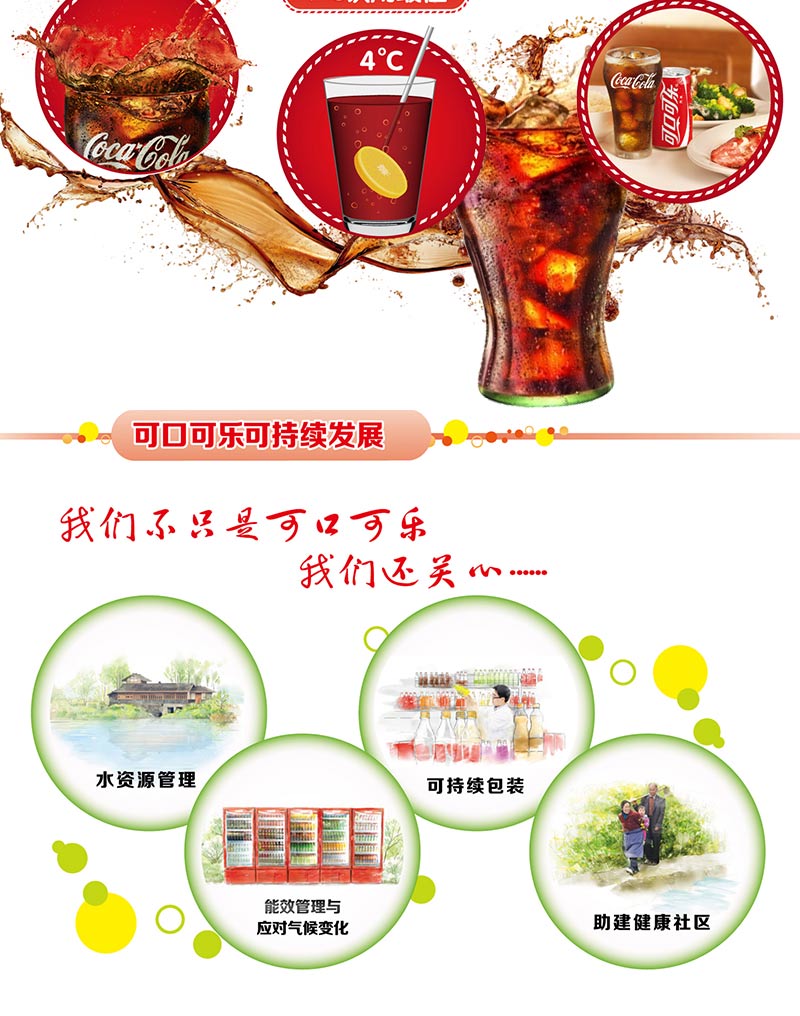 4℃
Coca-Cola
Coca-Cola
可口可乐
可口可乐可持续发展
我们不只是可口可乐
我们还关心……
水资源管理
可持续包装
能效管理与
应对气候变化
助建健康社区